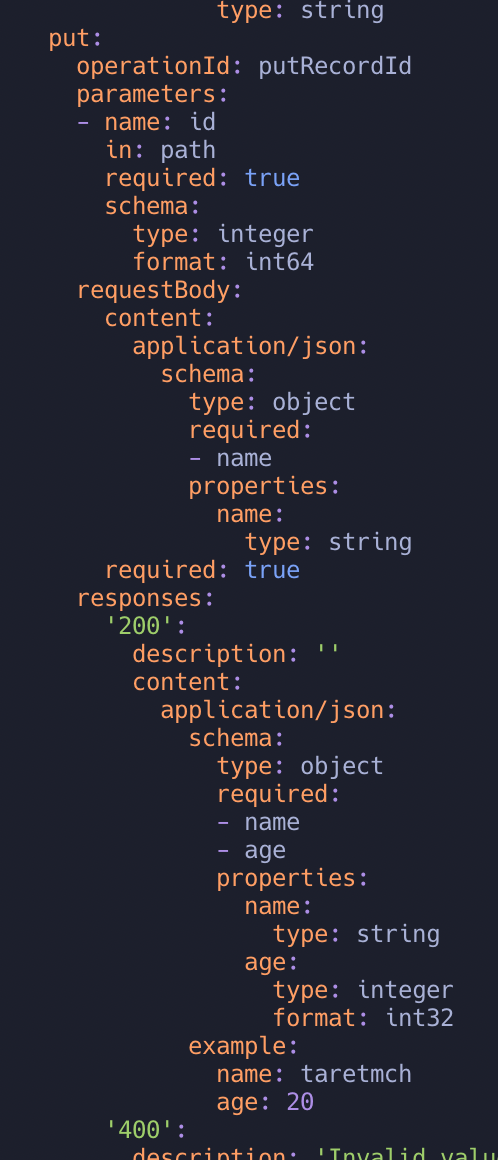 type: string
put:
operationId: putRecordId
parameters:
- name: id
in: path
required: true
schema:
type: integer
format: int64
requestBody:
content:
application/json:
schema:
type: object
required:
- name
properties:
name:
type: string
required: true
responses:
'200':
description: ''
content:
application/json:
schema:
type: object
required:
- name
- age
properties:
name:
type: string
age:
type: integer
format: int32
example:
name: taretmch
age: 20
'400':
description: 'Invalid valu